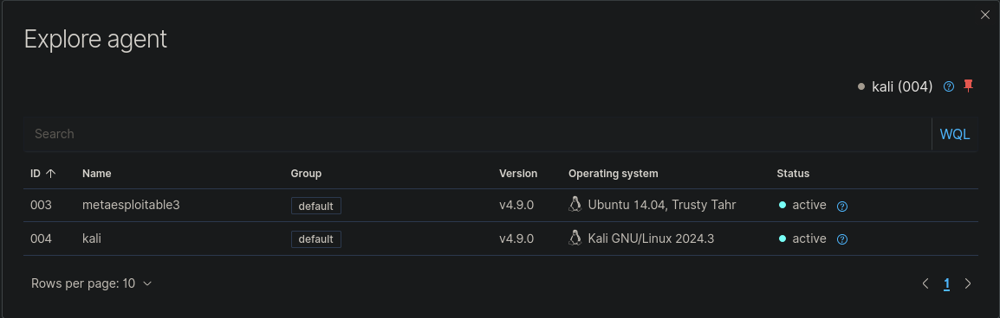 Explore agent
kali (004)
Search WQL
ID Name Group Version Operating system Status
003 metaesploitable3 default v4.9.0 Ubuntu 14.04, Trusty Tahr active
004 kali default v4.9.0 Kali GNU/Linux 2024.3 active
Rows per page: 10 1